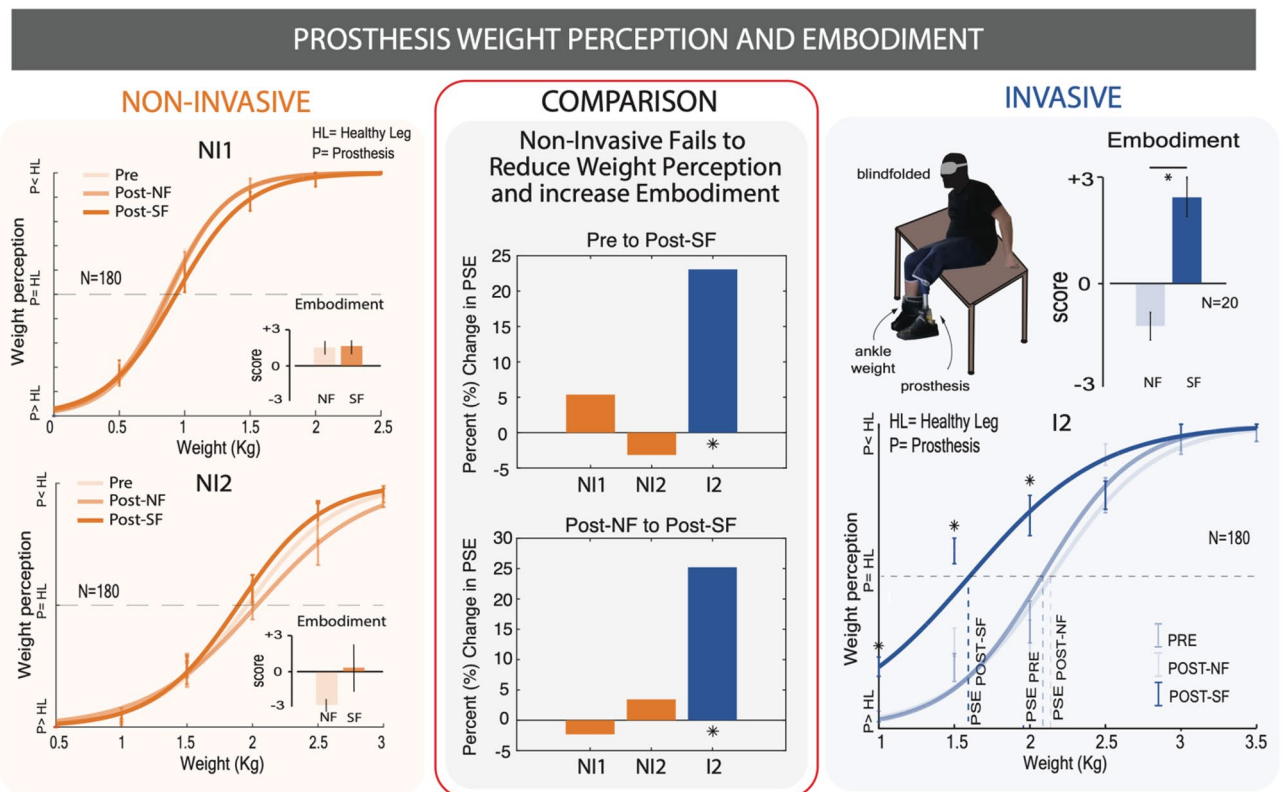 PROSTHESIS WEIGHT PERCEPTION AND EMBODIMENT
NON-INVASIVE
NI1
HL= Healthy Leg
P= Prosthesis
Pre
Post-NF
Post-SF
Weight perception
P< HL
P= HL
P> HL
N=180
Embodiment
score
+3
0
-3
NF SF
0 0.5 1 1.5 2 2.5
Weight (Kg)
NI2
Pre
Post-NF
Post-SF
Weight perception
P< HL
P= HL
P> HL
N=180
Embodiment
score
+3
0
-3
NF SF
0.5 1 1.5 2 2.5 3
Weight (Kg)
COMPARISON
Non-Invasive Fails to
Reduce Weight Perception
and increase Embodiment
Pre to Post-SF
Percent (%) Change in PSE
25
20
15
10
5
0
-5
*
NI1 NI2 I2
Post-NF to Post-SF
Percent (%) Change in PSE
30
25
20
15
10
5
0
-5
*
NI1 NI2 I2
INVASIVE
blindfolded
ankle
weight
prosthesis
Embodiment
*
score
+3
0
-3
N=20
NF SF
HL= Healthy Leg
P= Prosthesis
I2
Weight perception
P< HL
P= HL
P> HL
* * *
N=180
PSE POST-SF
PSE PRE
PSE POST-NF
PRE
POST-NF
POST-SF
1 1.5 2 2.5 3 3.5
Weight (Kg)